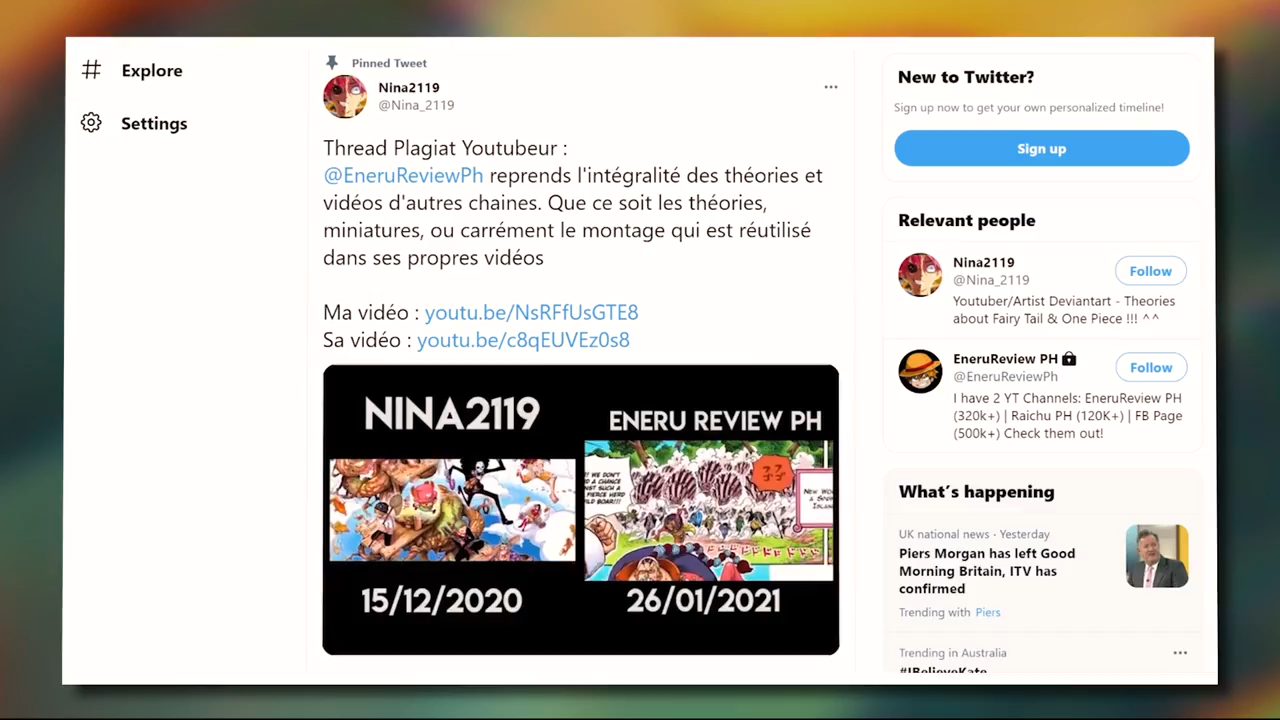 Explore
Settings
Pinned Tweet
Nina2119
@Nina_2119
Thread Plagiat Youtubeur :
@EneruReviewPh reprends l'intégralité des théories et
vidéos d'autres chaines. Que ce soit les théories,
miniatures, ou carrément le montage qui est réutilisé
dans ses propres vidéos
Ma vidéo : youtu.be/NsRFfUsGTE8
Sa vidéo : youtu.be/c8qEUVEz0s8
NINA2119
ENERU REVIEW PH
15/12/2020
26/01/2021
New to Twitter?
Sign up now to get your own personalized timeline!
Sign up
Relevant people
Nina2119
@Nina_2119
Follow
Youtuber/Artist Deviantart - Theories
about Fairy Tail & One Piece !!! ^^
EneruReview PH
@EneruReviewPh
Follow
I have 2 YT Channels: EneruReview PH
(320k+) | Raichu PH (120K+) | FB Page
(500k+) Check them out!
What's happening
UK national news · Yesterday
Piers Morgan has left Good
Morning Britain, ITV has
confirmed
Trending with Piers
Trending in Australia
#IBelieveKate